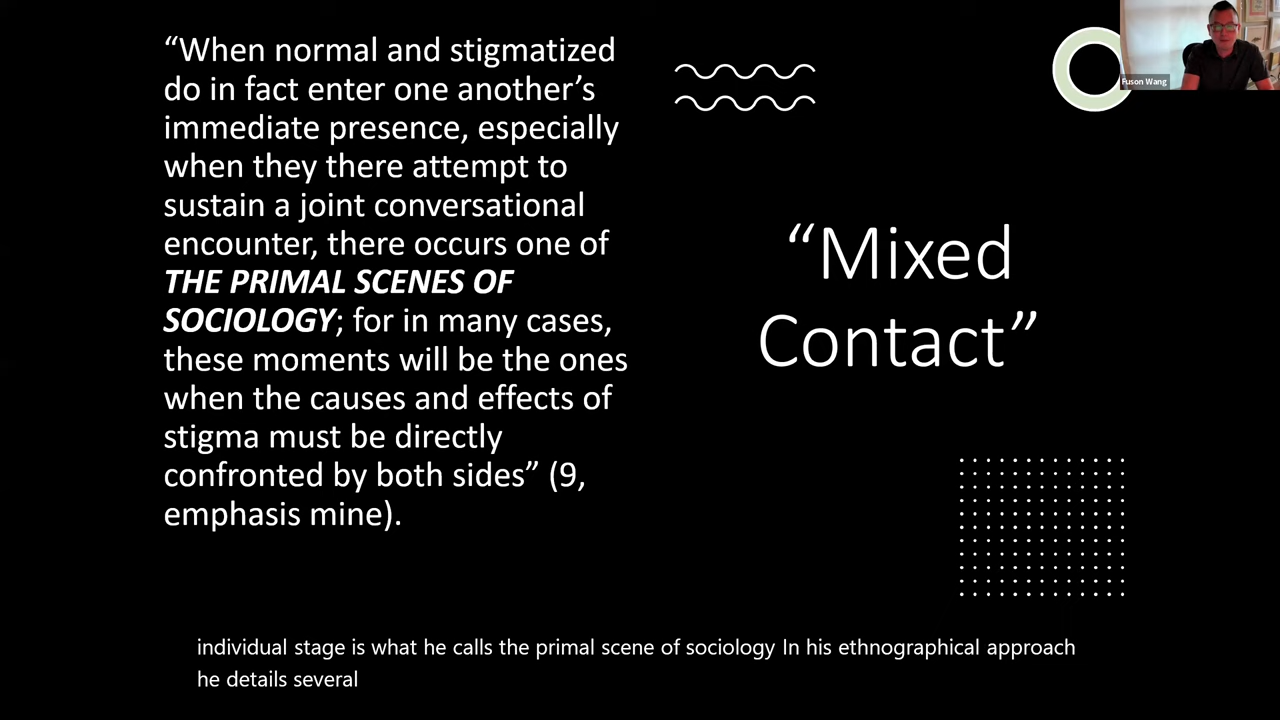 “When normal and stigmatized
do in fact enter one another’s
immediate presence, especially
when they there attempt to
sustain a joint conversational
encounter, there occurs one of
THE PRIMAL SCENES OF
SOCIOLOGY; for in many cases,
these moments will be the ones
when the causes and effects of
stigma must be directly
confronted by both sides” (9,
emphasis mine).
“Mixed
Contact”
Fuson Wang
individual stage is what he calls the primal scene of sociology In his ethnographical approach
he details several